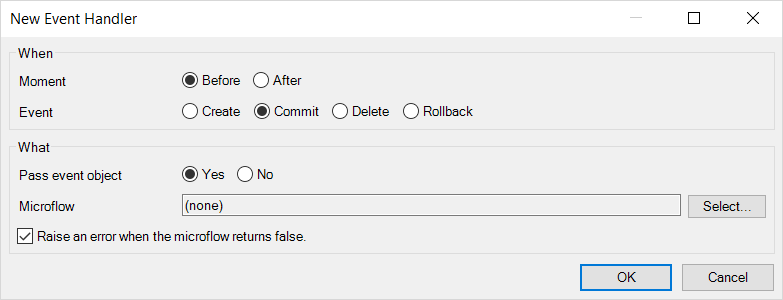 New Event Handler
When
Moment Before After
Event Create Commit Delete Rollback
What
Pass event object Yes No
Microflow (none) Select...
Raise an error when the microflow returns false.
OK Cancel